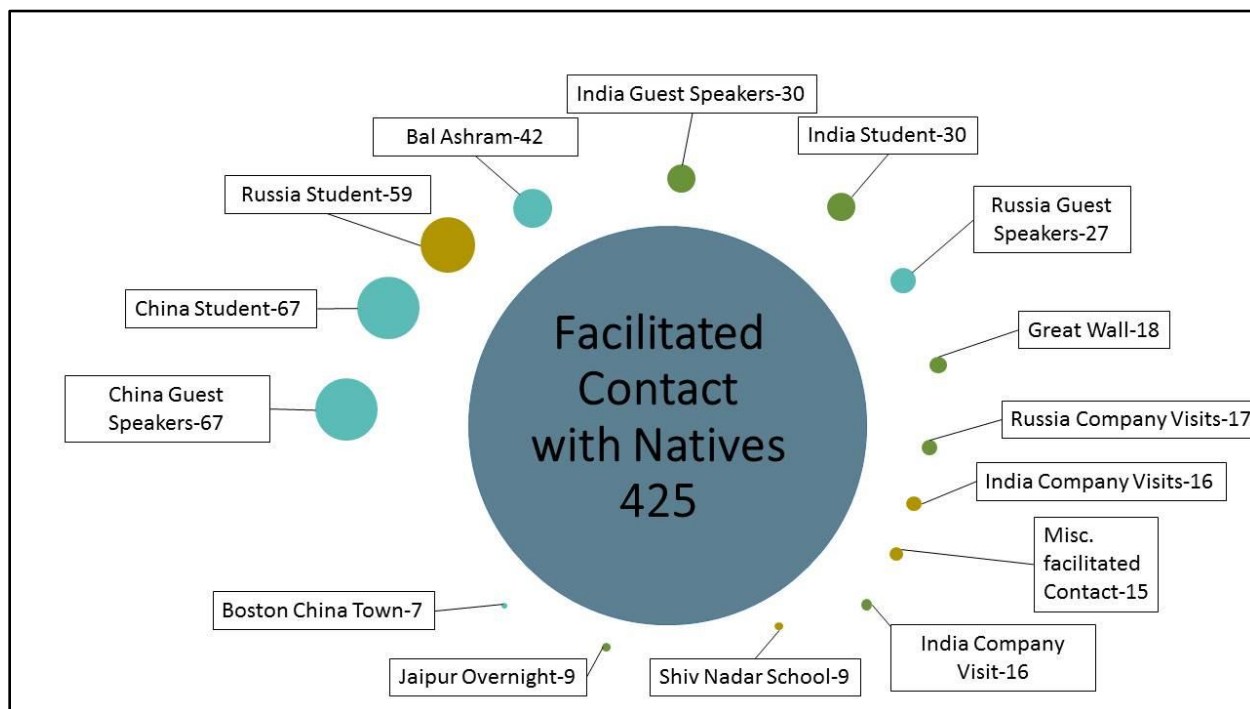 India Guest Speakers-30
Bal Ashram-42
India Student-30
Russia Student-59
Russia Guest
Speakers-27
China Student-67
Great Wall-18
China Guest
Speakers-67
Facilitated
Contact
with Natives
425
Russia Company Visits-17
India Company Visits-16
Misc.
facilitated
Contact-15
Boston China Town-7
India Company
Visit-16
Jaipur Overnight-9
Shiv Nadar School-9